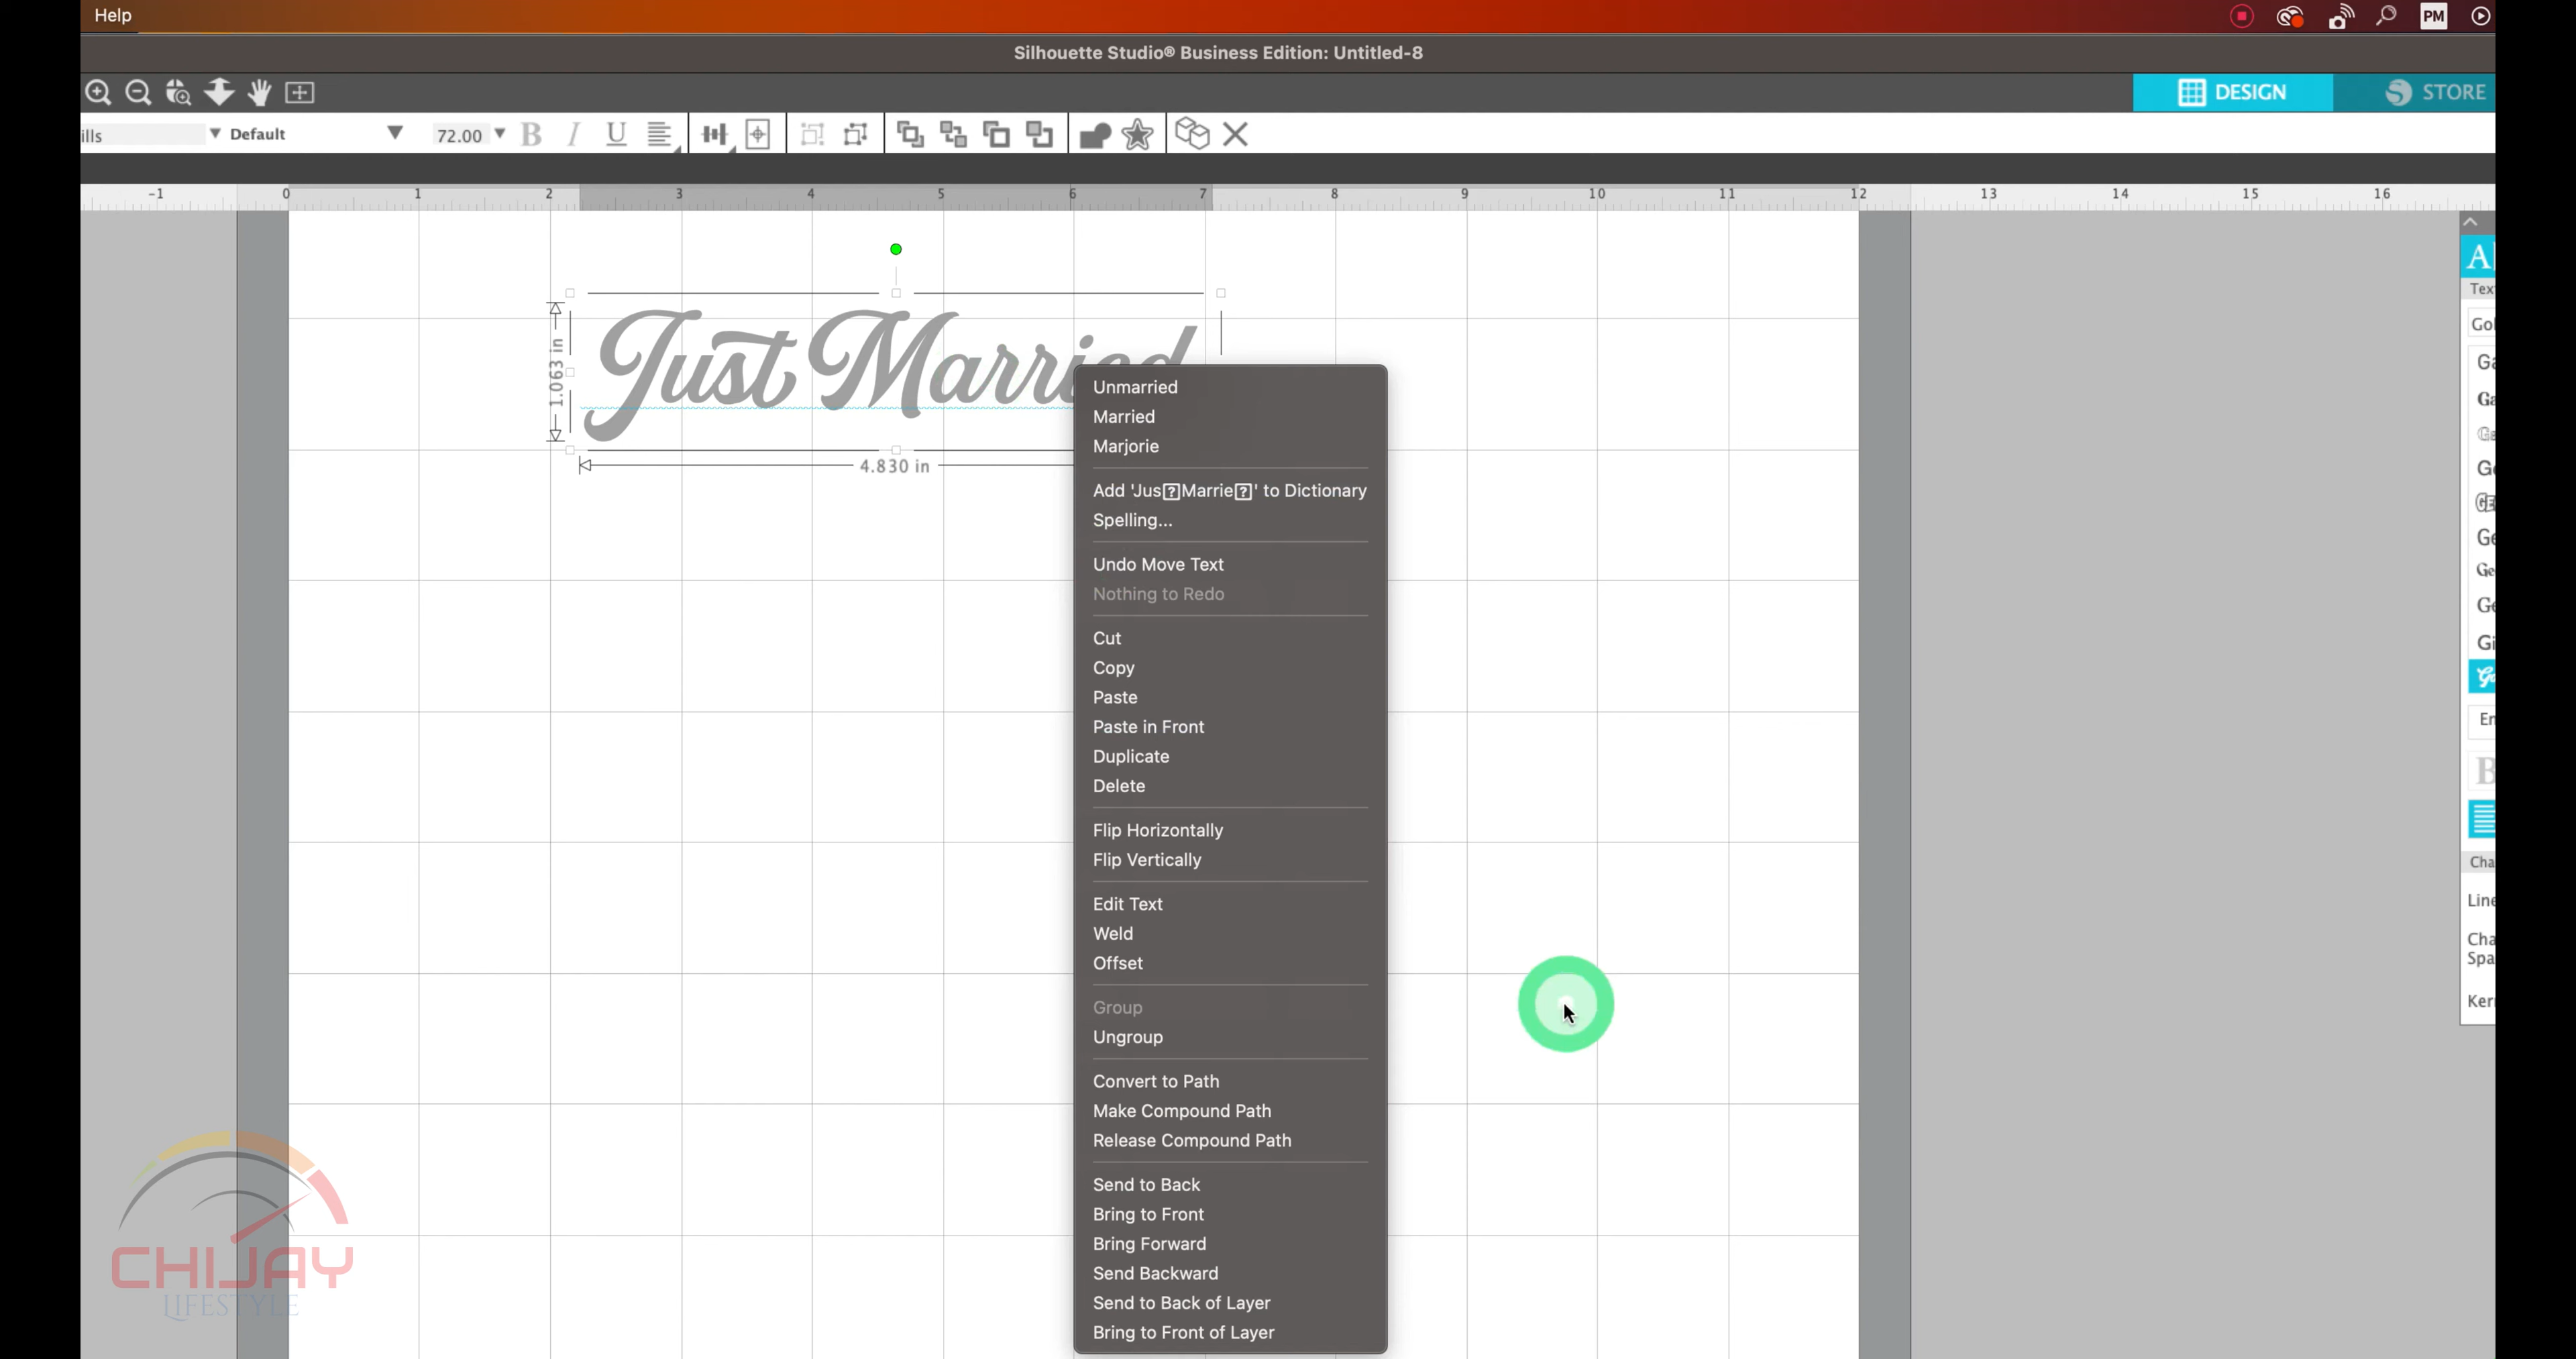 Help
PM
Silhouette Studio® Business Edition: Untitled-8
DESIGN
STORE
Default
72.00
B I U
-1 0 1 2 3 4 5 6 7 8 9 10 11 12 13 14 15 16
Just Married
1.063 in
4.830 in
Unmarried
Married
Marjorie
Add 'Jus⍰Marrie⍰' to Dictionary
Spelling...
Undo Move Text
Nothing to Redo
Cut
Copy
Paste
Paste in Front
Duplicate
Delete
Flip Horizontally
Flip Vertically
Edit Text
Weld
Offset
Group
Ungroup
Convert to Path
Make Compound Path
Release Compound Path
Send to Back
Bring to Front
Bring Forward
Send Backward
Send to Back of Layer
Bring to Front of Layer
CHIJAY
LIFESTYLE